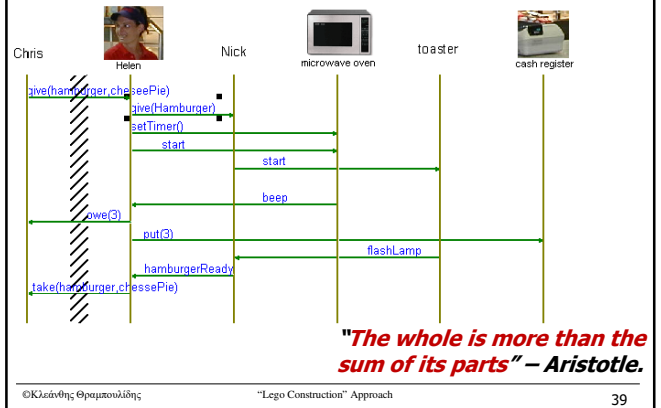 Chris
Helen
Nick
microwave oven
toaster
cash register
give(hamburger,cheseePie)
give(Hamburger)
setTimer()
start
start
beep
owe(3)
put(3)
flashLamp
hamburgerReady
take(hamburger,chessePie)
“The whole is more than the
sum of its parts” – Aristotle.
©Κλεάνθης Θραμπουλίδης
“Lego Construction” Approach
39